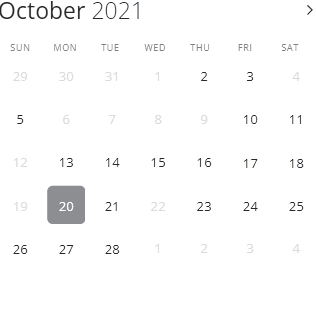 October 2021
SUN MON TUE WED THU FRI SAT
29 30 31 1 2 3 4
5 6 7 8 9 10 11
12 13 14 15 16 17 18
19 20 21 22 23 24 25
26 27 28 1 2 3 4